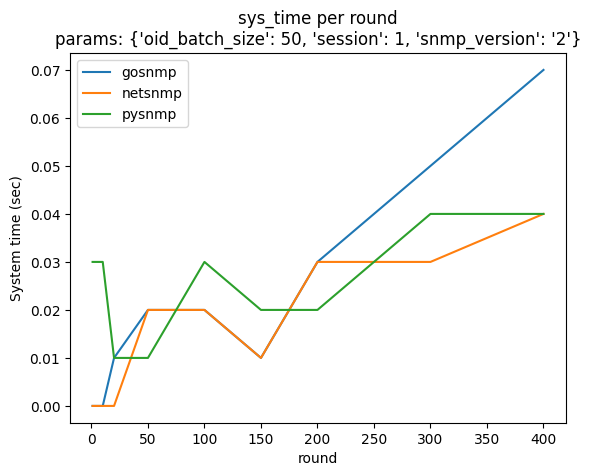 sys_time per round
params: {'oid_batch_size': 50, 'session': 1, 'snmp_version': '2'}
gosnmp
netsnmp
pysnmp
System time (sec)
0.07
0.06
0.05
0.04
0.03
0.02
0.01
0.00
0 50 100 150 200 250 300 350 400
round